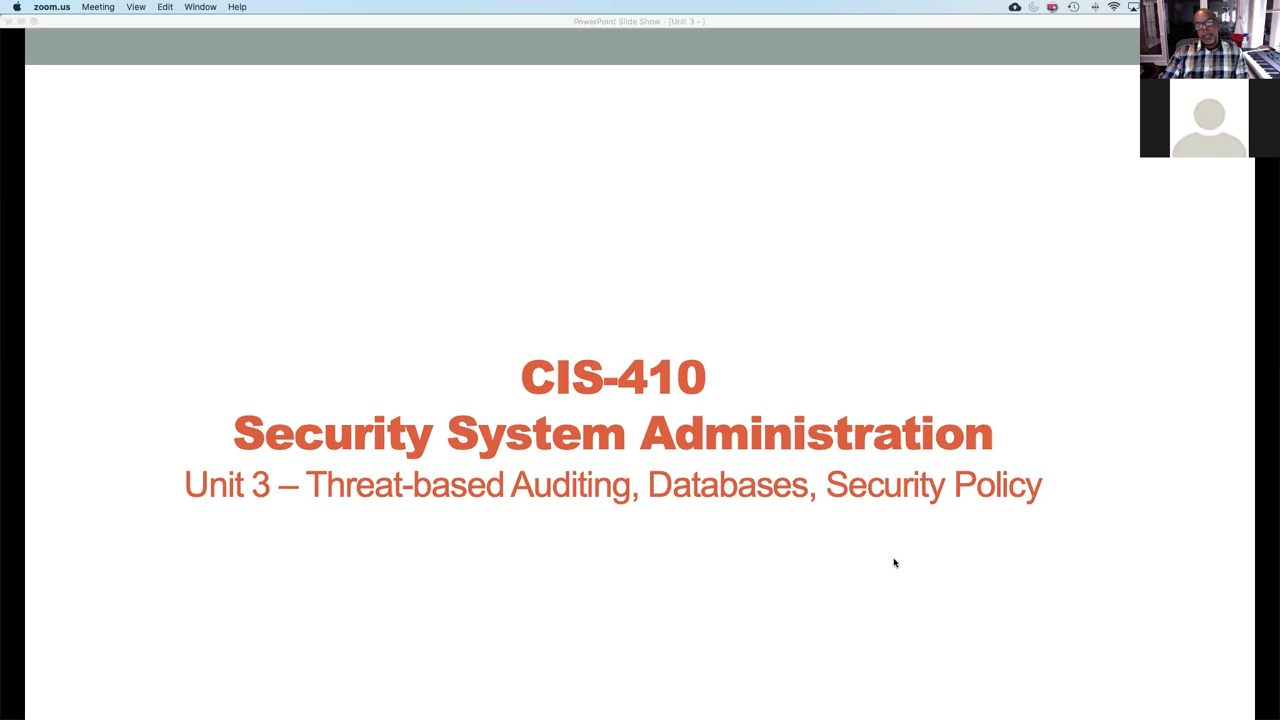 zoom.us Meeting View Edit Window Help
PowerPoint Slide Show - [Unit 3 - ]
CIS-410
Security System Administration
Unit 3 – Threat-based Auditing, Databases, Security Policy